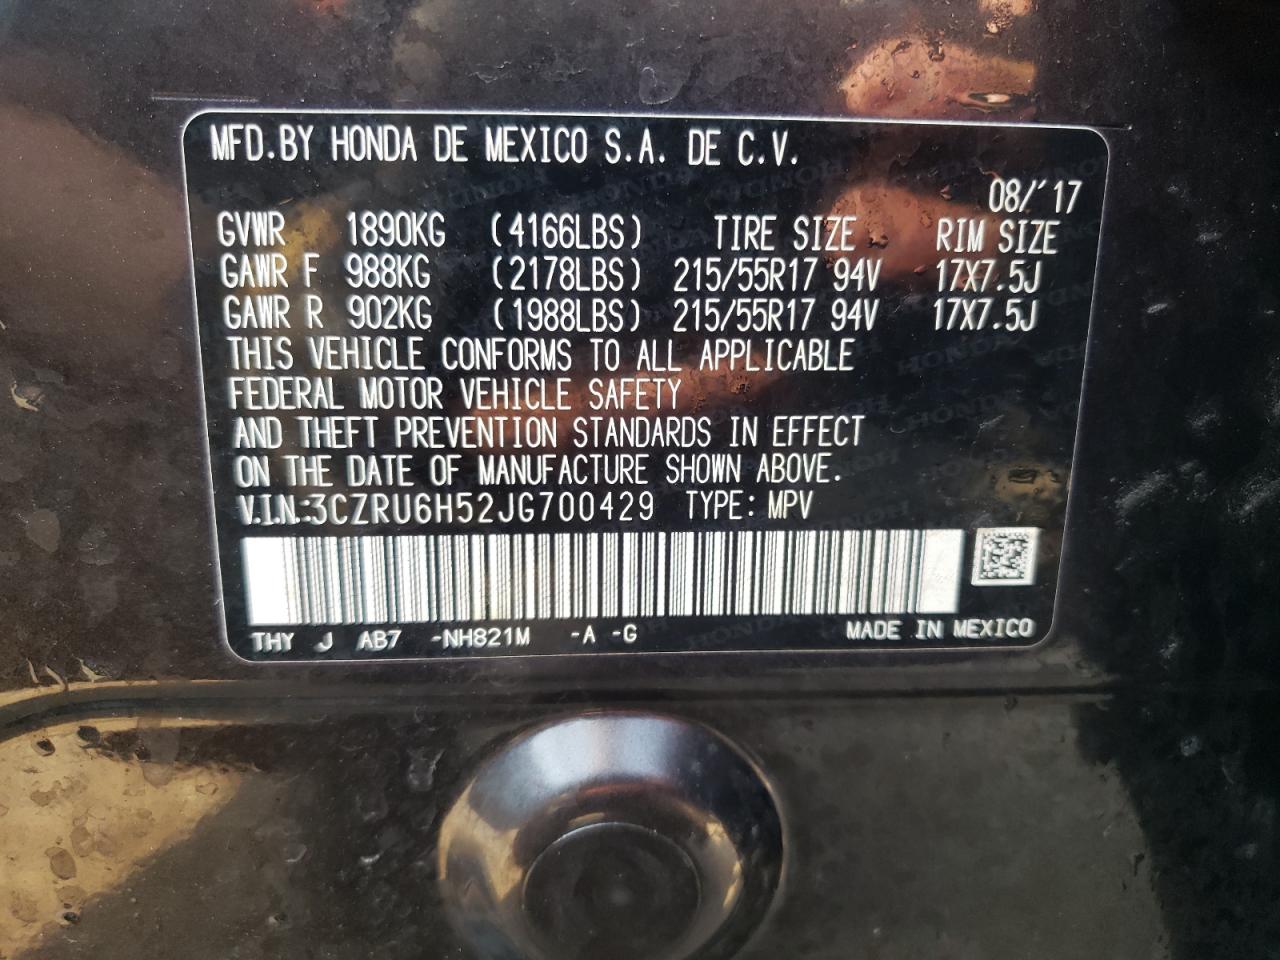 MFD.BY HONDA DE MEXICO S.A. DE C.V.
08/'17
GVWR 1890KG (4166LBS) TIRE SIZE RIM SIZE
GAWR F 988KG (2178LBS) 215/55R17 94V 17X7.5J
GAWR R 902KG (1988LBS) 215/55R17 94V 17X7.5J
THIS VEHICLE CONFORMS TO ALL APPLICABLE
FEDERAL MOTOR VEHICLE SAFETY
AND THEFT PREVENTION STANDARDS IN EFFECT
ON THE DATE OF MANUFACTURE SHOWN ABOVE.
V.I.N.:3CZRU6H52JG700429 TYPE: MPV
THY J AB7 -NH821M -A -G MADE IN MEXICO